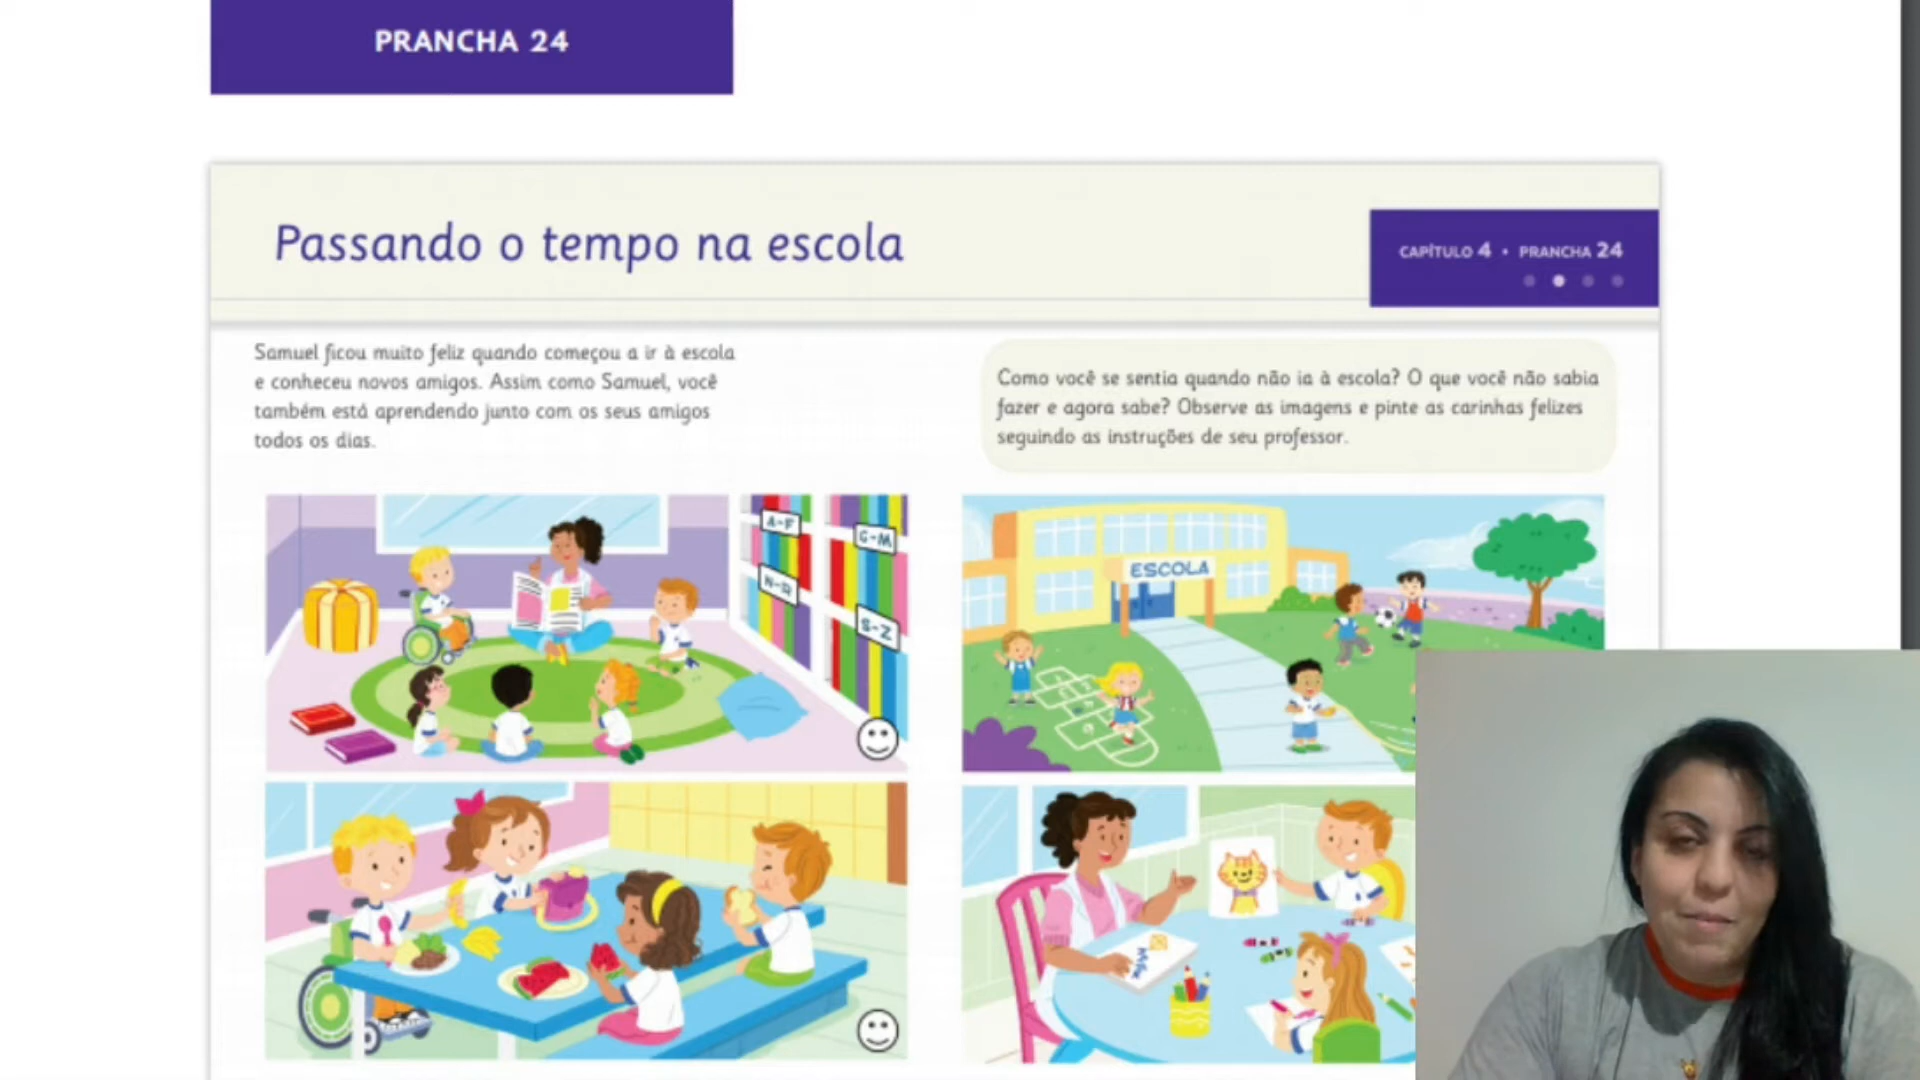 PRANCHA 24
Passando o tempo na escola
CAPÍTULO 4 • PRANCHA 24
Samuel ficou muito feliz quando começou a ir à escola
e conheceu novos amigos. Assim como Samuel, você
também está aprendendo junto com os seus amigos
todos os dias.
Como você se sentia quando não ia à escola? O que você não sabia
fazer e agora sabe? Observe as imagens e pinte as carinhas felizes
seguindo as instruções de seu professor.
A-F
G-M
N-R
S-Z
ESCOLA